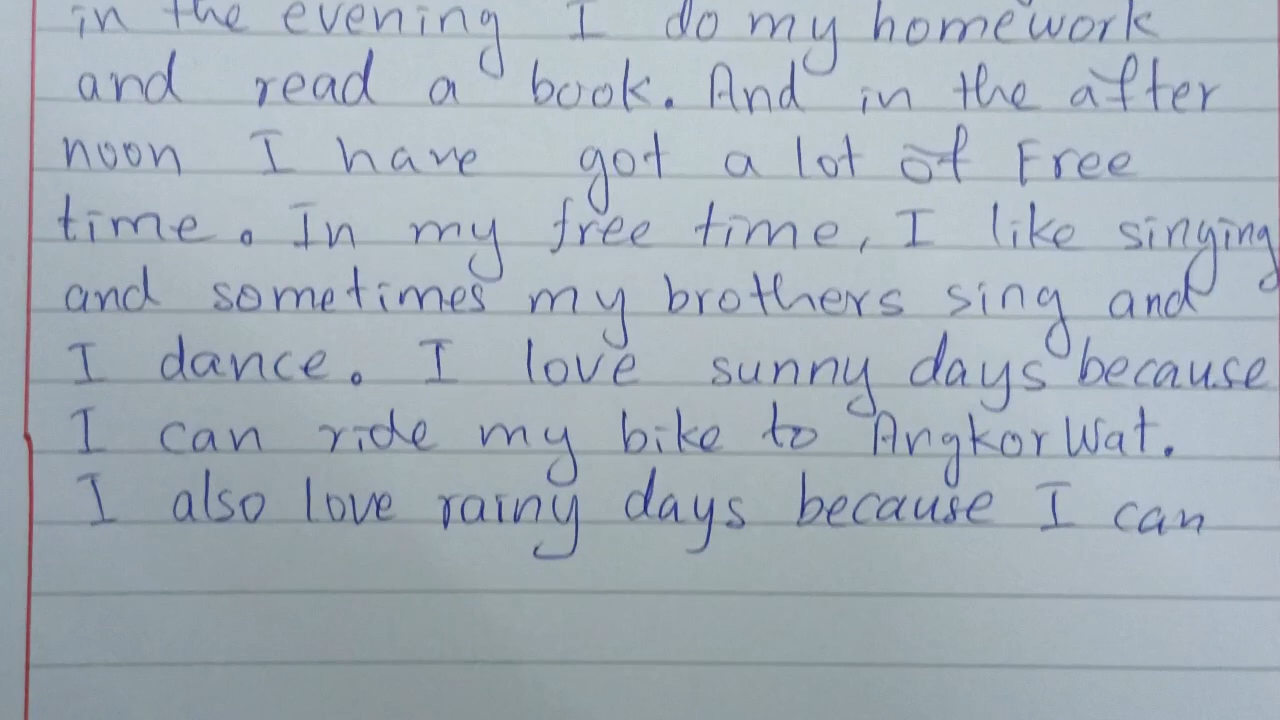 in the evening I do my homework
and read a book. And in the after
noon I have got a lot of Free
time. In my free time, I like singing
and sometimes my brothers sing and
I dance. I love sunny days because
I can ride my bike to Angkor Wat.
I also love rainy days because I can